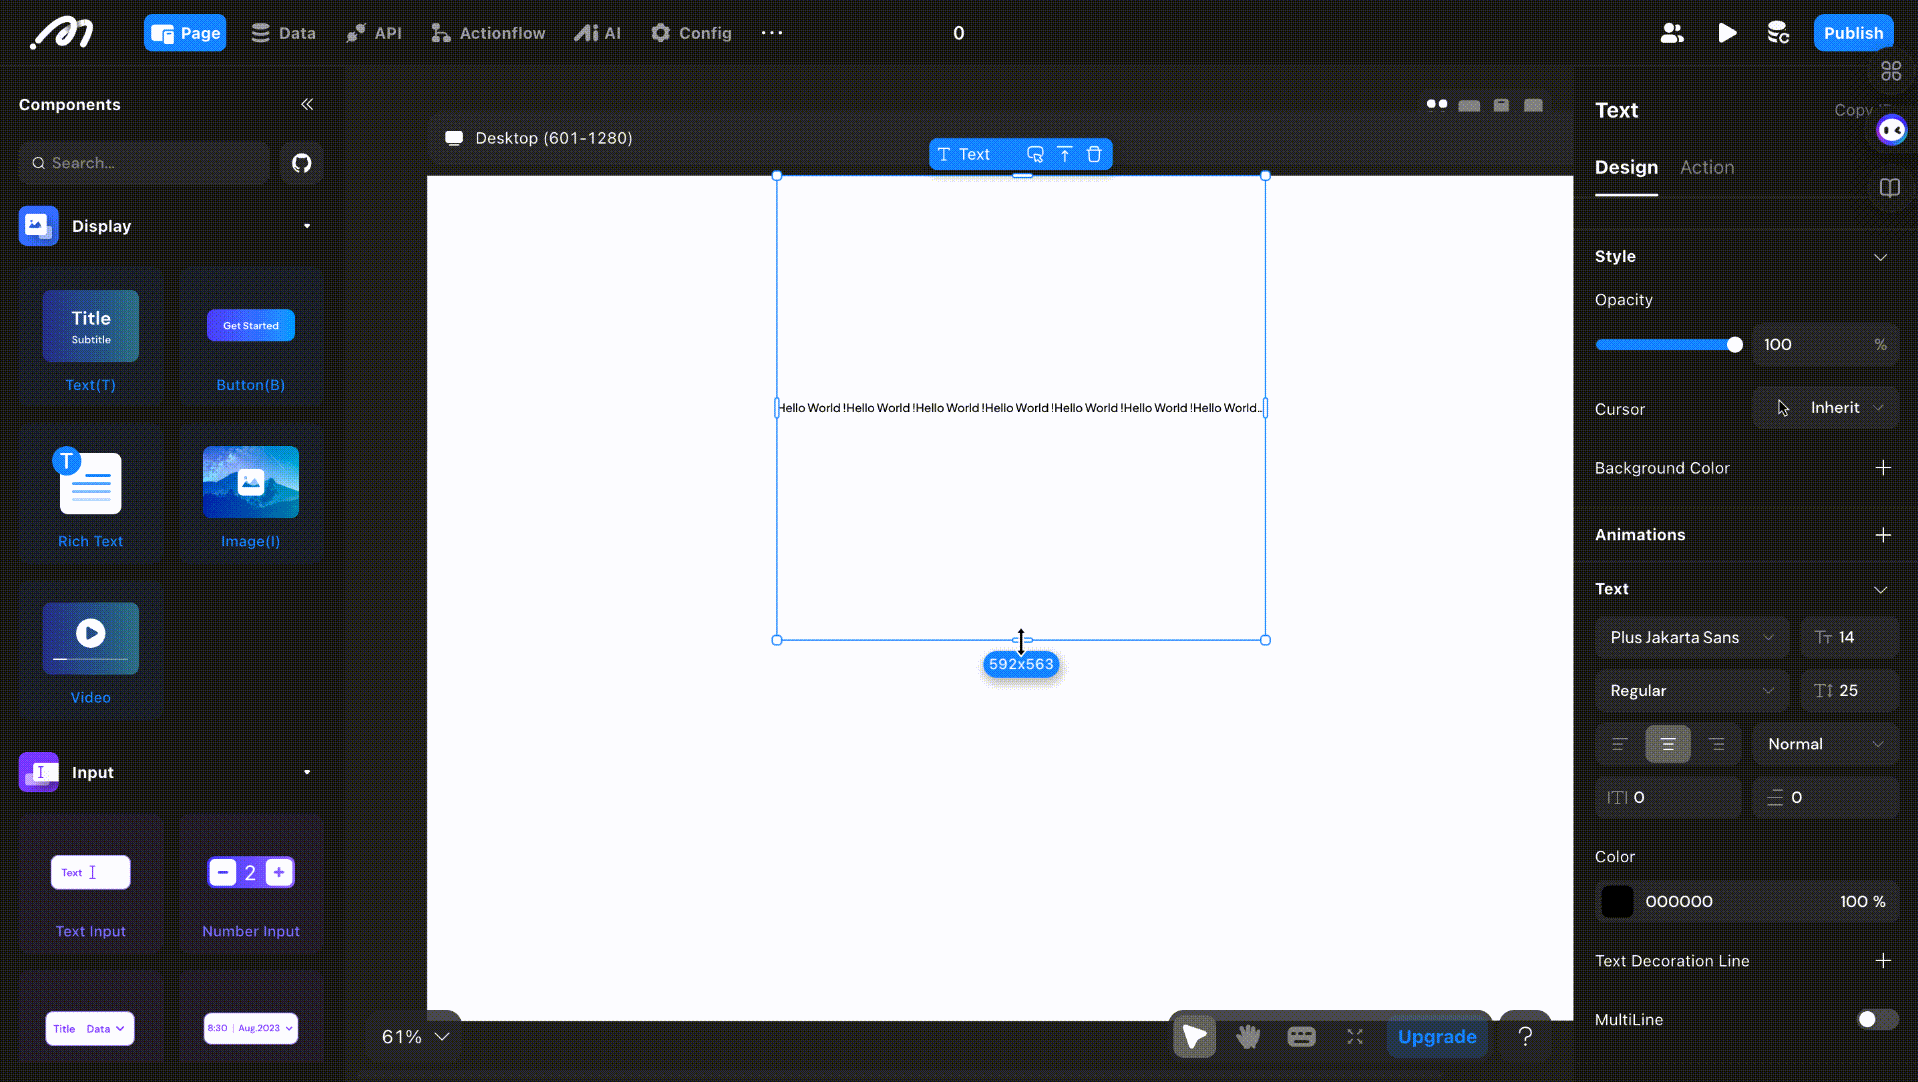 Page
Data
API
Actionflow
AI
Config
0
Publish
Components
Search...
Display
Title
Subtitle
Text(T)
Get Started
Button(B)
T
Rich Text
Image(I)
Video
Input
Text
Text Input
2
Number Input
Title Data
8:30 Aug.2023
Desktop (601-1280)
T Text
Hello World !Hello World !Hello World !Hello World !Hello World !Hello World !Hello World...
592x563
61%
Upgrade
?
Text
Copy
Design
Action
Style
Opacity
100 %
Cursor
Inherit
Background Color
Animations
Text
Plus Jakarta Sans
14
Regular
25
Normal
0
0
Color
000000
100 %
Text Decoration Line
MultiLine